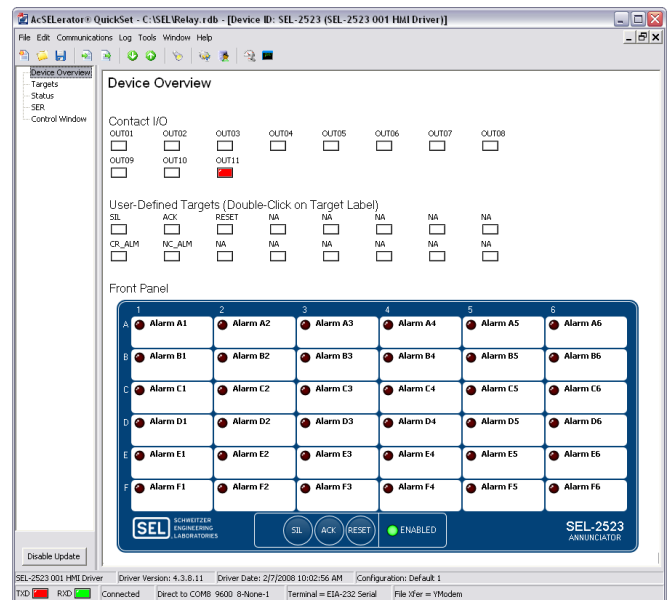 AcSELerator® QuickSet - C:\SEL\Relay.rdb - [Device ID: SEL-2523 (SEL-2523 001 HMI Driver)]
File Edit Communications Log Tools Window Help
Device Overview
Targets
Status
SER
Control Window
Device Overview
Contact I/O
OUT01 OUT02 OUT03 OUT04 OUT05 OUT06 OUT07 OUT08
OUT09 OUT10 OUT11
User-Defined Targets (Double-Click on Target Label)
SIL ACK RESET NA NA NA NA NA
CR_ALM NC_ALM NA NA NA NA NA NA
Front Panel
1 2 3 4 5 6
A Alarm A1 Alarm A2 Alarm A3 Alarm A4 Alarm A5 Alarm A6
B Alarm B1 Alarm B2 Alarm B3 Alarm B4 Alarm B5 Alarm B6
C Alarm C1 Alarm C2 Alarm C3 Alarm C4 Alarm C5 Alarm C6
D Alarm D1 Alarm D2 Alarm D3 Alarm D4 Alarm D5 Alarm D6
E Alarm E1 Alarm E2 Alarm E3 Alarm E4 Alarm E5 Alarm E6
F Alarm F1 Alarm F2 Alarm F3 Alarm F4 Alarm F5 Alarm F6
SEL SCHWEITZER
ENGINEERING
LABORATORIES
SIL ACK RESET ENABLED
SEL-2523
ANNUNCIATOR
Disable Update
SEL-2523 001 HMI Driver Driver Version: 4.3.8.11 Driver Date: 2/7/2008 10:02:56 AM Configuration: Default 1
TXD RXD Connected Direct to COM8 9600 8-None-1 Terminal = EIA-232 Serial File Xfer = YModem